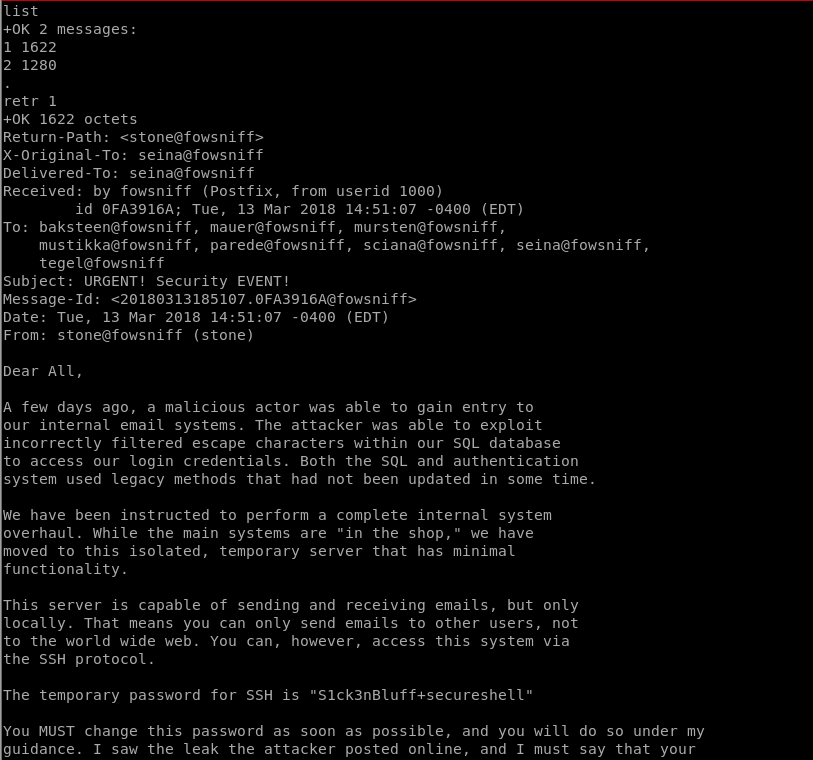 list
+OK 2 messages:
1 1622
2 1280
.
retr 1
+OK 1622 octets
Return-Path: <stone@fowsniff>
X-Original-To: seina@fowsniff
Delivered-To: seina@fowsniff
Received: by fowsniff (Postfix, from userid 1000)
        id 0FA3916A; Tue, 13 Mar 2018 14:51:07 -0400 (EDT)
To: baksteen@fowsniff, mauer@fowsniff, mursten@fowsniff,
    mustikka@fowsniff, parede@fowsniff, sciana@fowsniff, seina@fowsniff,
    tegel@fowsniff
Subject: URGENT! Security EVENT!
Message-Id: <20180313185107.0FA3916A@fowsniff>
Date: Tue, 13 Mar 2018 14:51:07 -0400 (EDT)
From: stone@fowsniff (stone)

Dear All,

A few days ago, a malicious actor was able to gain entry to
our internal email systems. The attacker was able to exploit
incorrectly filtered escape characters within our SQL database
to access our login credentials. Both the SQL and authentication
system used legacy methods that had not been updated in some time.

We have been instructed to perform a complete internal system
overhaul. While the main systems are "in the shop," we have
moved to this isolated, temporary server that has minimal
functionality.

This server is capable of sending and receiving emails, but only
locally. That means you can only send emails to other users, not
to the world wide web. You can, however, access this system via
the SSH protocol.

The temporary password for SSH is "S1ck3nBluff+secureshell"

You MUST change this password as soon as possible, and you will do so under my
guidance. I saw the leak the attacker posted online, and I must say that your